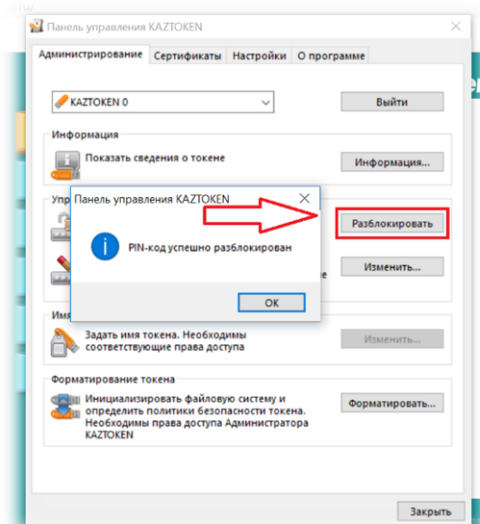 Панель управления KAZTOKEN
Администрирование Сертификаты Настройки О программе
KAZTOKEN 0
Выйти
Информация
Показать сведения о токене
Информация...
Упр
Панель управления KAZTOKEN
Разблокировать
PIN-код успешно разблокирован
Изменить...
е
OK
Имя
Задать имя токена. Необходимы
соответствующие права доступа
Изменить...
Форматирование токена
Инициализировать файловую систему и
определить политики безопасности токена.
Необходимы права доступа Администратора
KAZTOKEN
Форматировать...
Закрыть